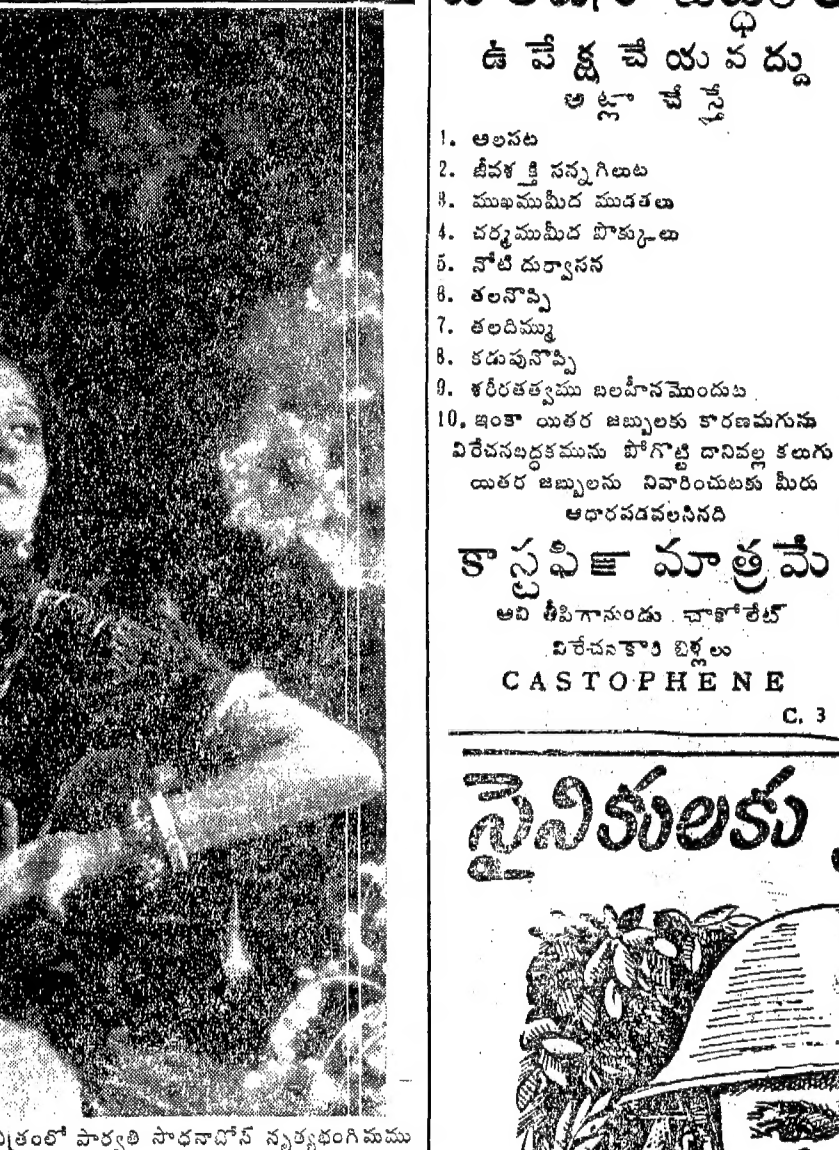 ఉపేక్ష చేయవద్దు
అట్లా చేస్తే
1. ఆలసట
2. జీవశక్తి సన్నగిలుట
3. ముఖముమీద ముడతలు
4. చర్మముమీద పొక్కులు
5. నోటి దుర్వాసన
6. తలనొప్పి
7. తలదిమ్ము
8. కడుపునొప్పి
9. శరీరతత్వము బలహీనమొందుట
10. ఇంకా యితర జబ్బులకు కారణమగును
విరేచనబద్ధకమును పోగొట్టి దానివల్ల కలుగు
యితర జబ్బులను నివారించుటకు మీరు
ఆధారపడవలసినది
కాస్టఫిజ్ మాత్రమే
అవి తీపిగానుండు చాకోలేట్
విరేచనకారి బిళ్లలు
CASTOPHENE
C. 3
సైనికులకు
చిత్రంలో పార్వతి సాధనాబోస్ నృత్యభంగిమము